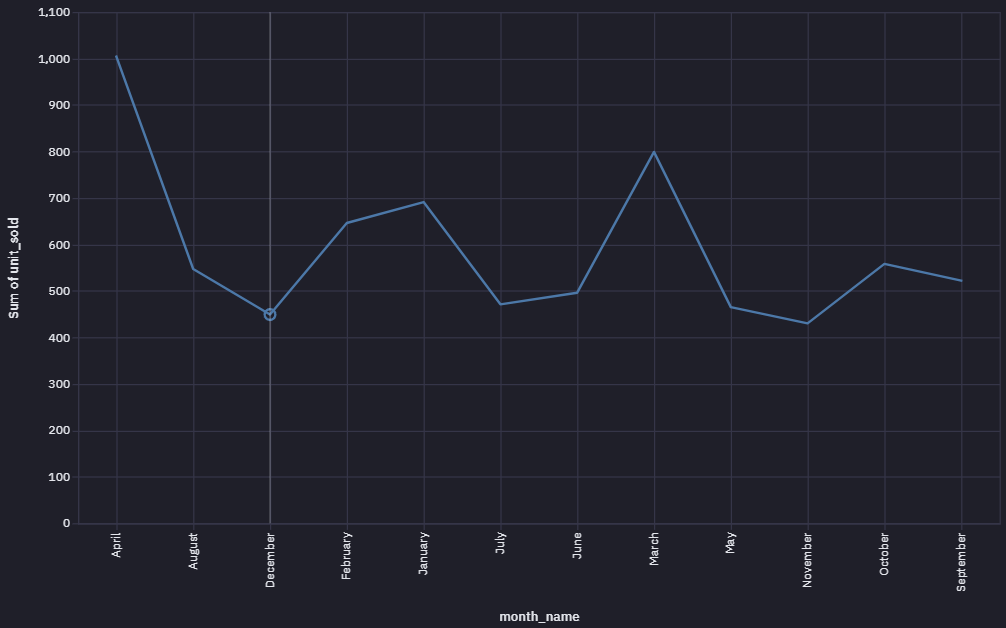 1,100
1,000
900
800
700
600
500
400
300
200
100
0
Sum of unit_sold
April
August
December
February
January
July
June
March
May
November
October
September
month_name